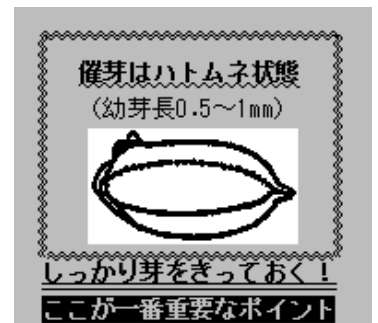 催芽はハトムネ状態
(幼芽長0.5～1mm)
しっかり芽をきっておく！
ここが一番重要なポイント